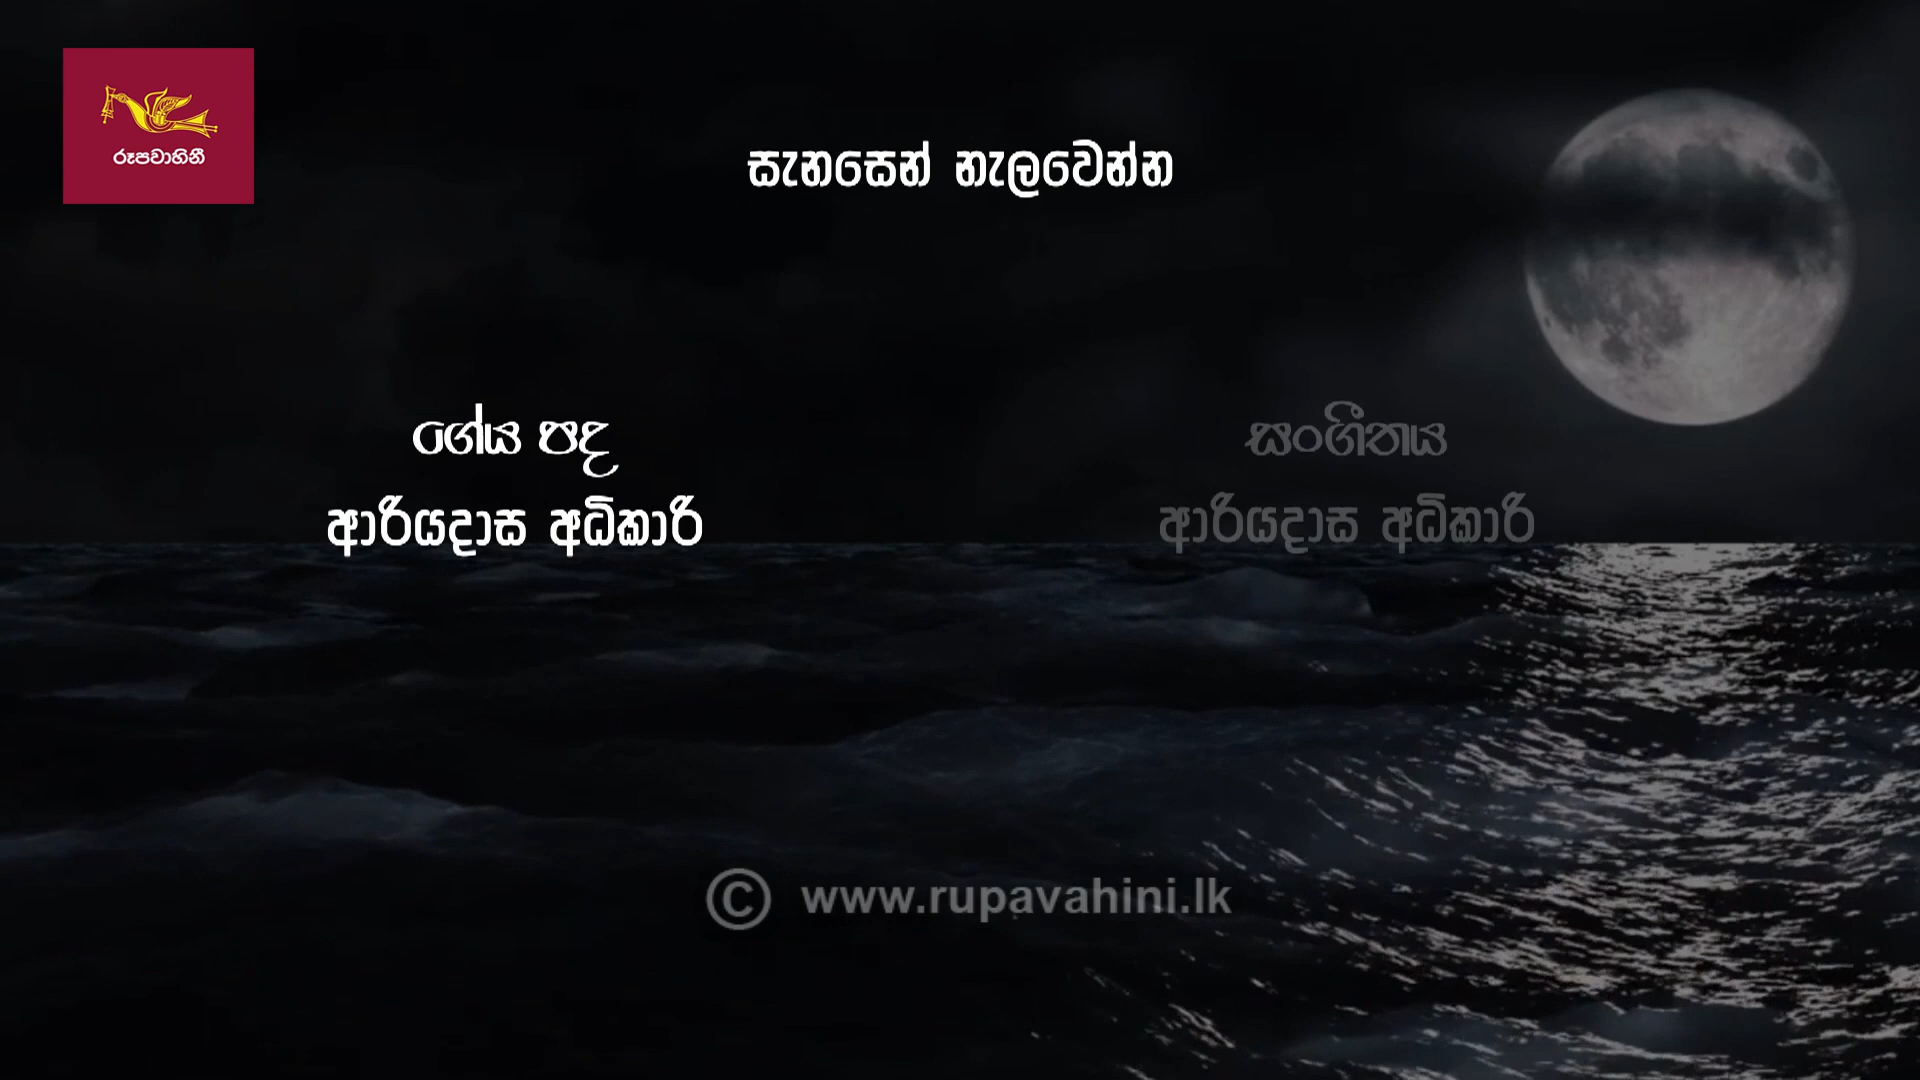 රූපවාහිනී
සැනසෙන් නැලවෙන්න
ගේය පද
ආරියදාස අධිකාරි
සංගීතය
ආරියදාස අධිකාරි
© www.rupavahini.lk